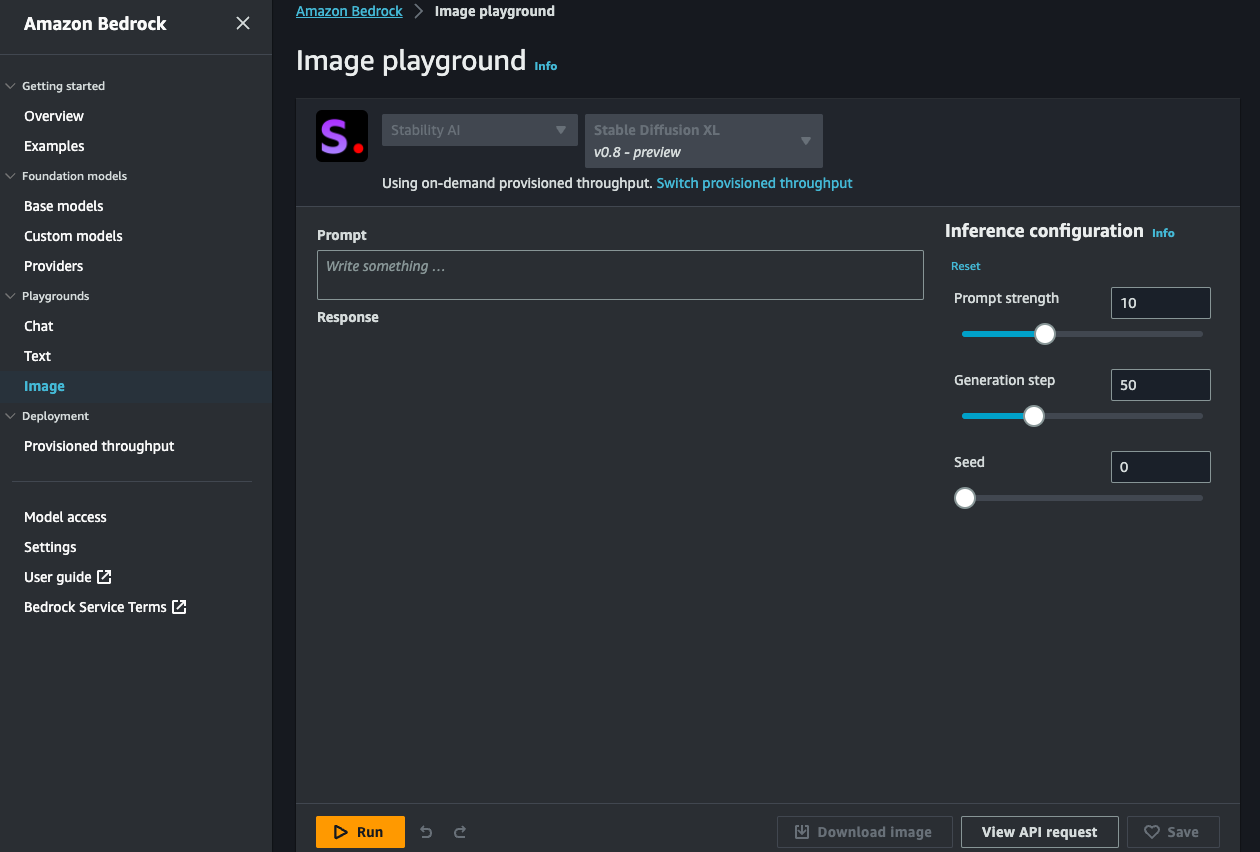 Amazon Bedrock
Getting started
Overview
Examples
Foundation models
Base models
Custom models
Providers
Playgrounds
Chat
Text
Image
Deployment
Provisioned throughput
Model access
Settings
User guide
Bedrock Service Terms
Amazon Bedrock > Image playground
Image playground Info
S.
Stability AI
Stable Diffusion XL
v0.8 - preview
Using on-demand provisioned throughput. Switch provisioned throughput
Prompt
Write something ...
Response
Inference configuration Info
Reset
Prompt strength 10
Generation step 50
Seed 0
Run
Download image
View API request
Save